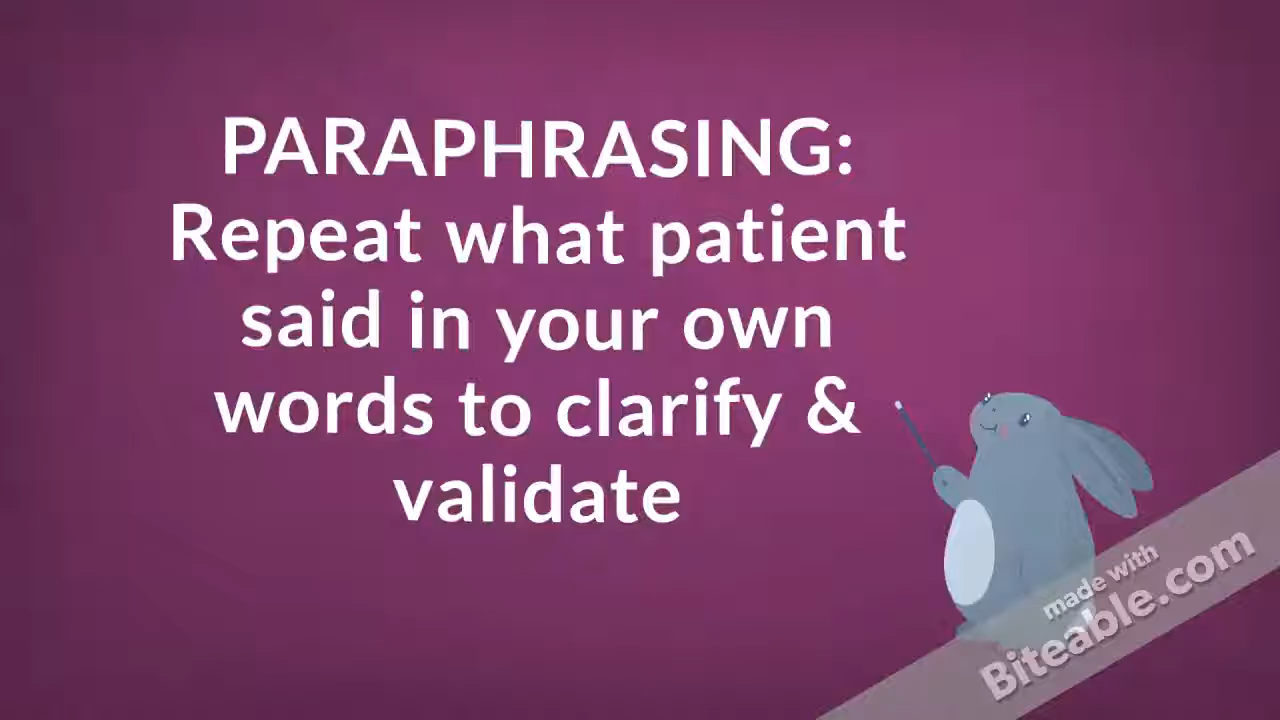 PARAPHRASING:
Repeat what patient
said in your own
words to clarify &
validate
made with
Biteable.com